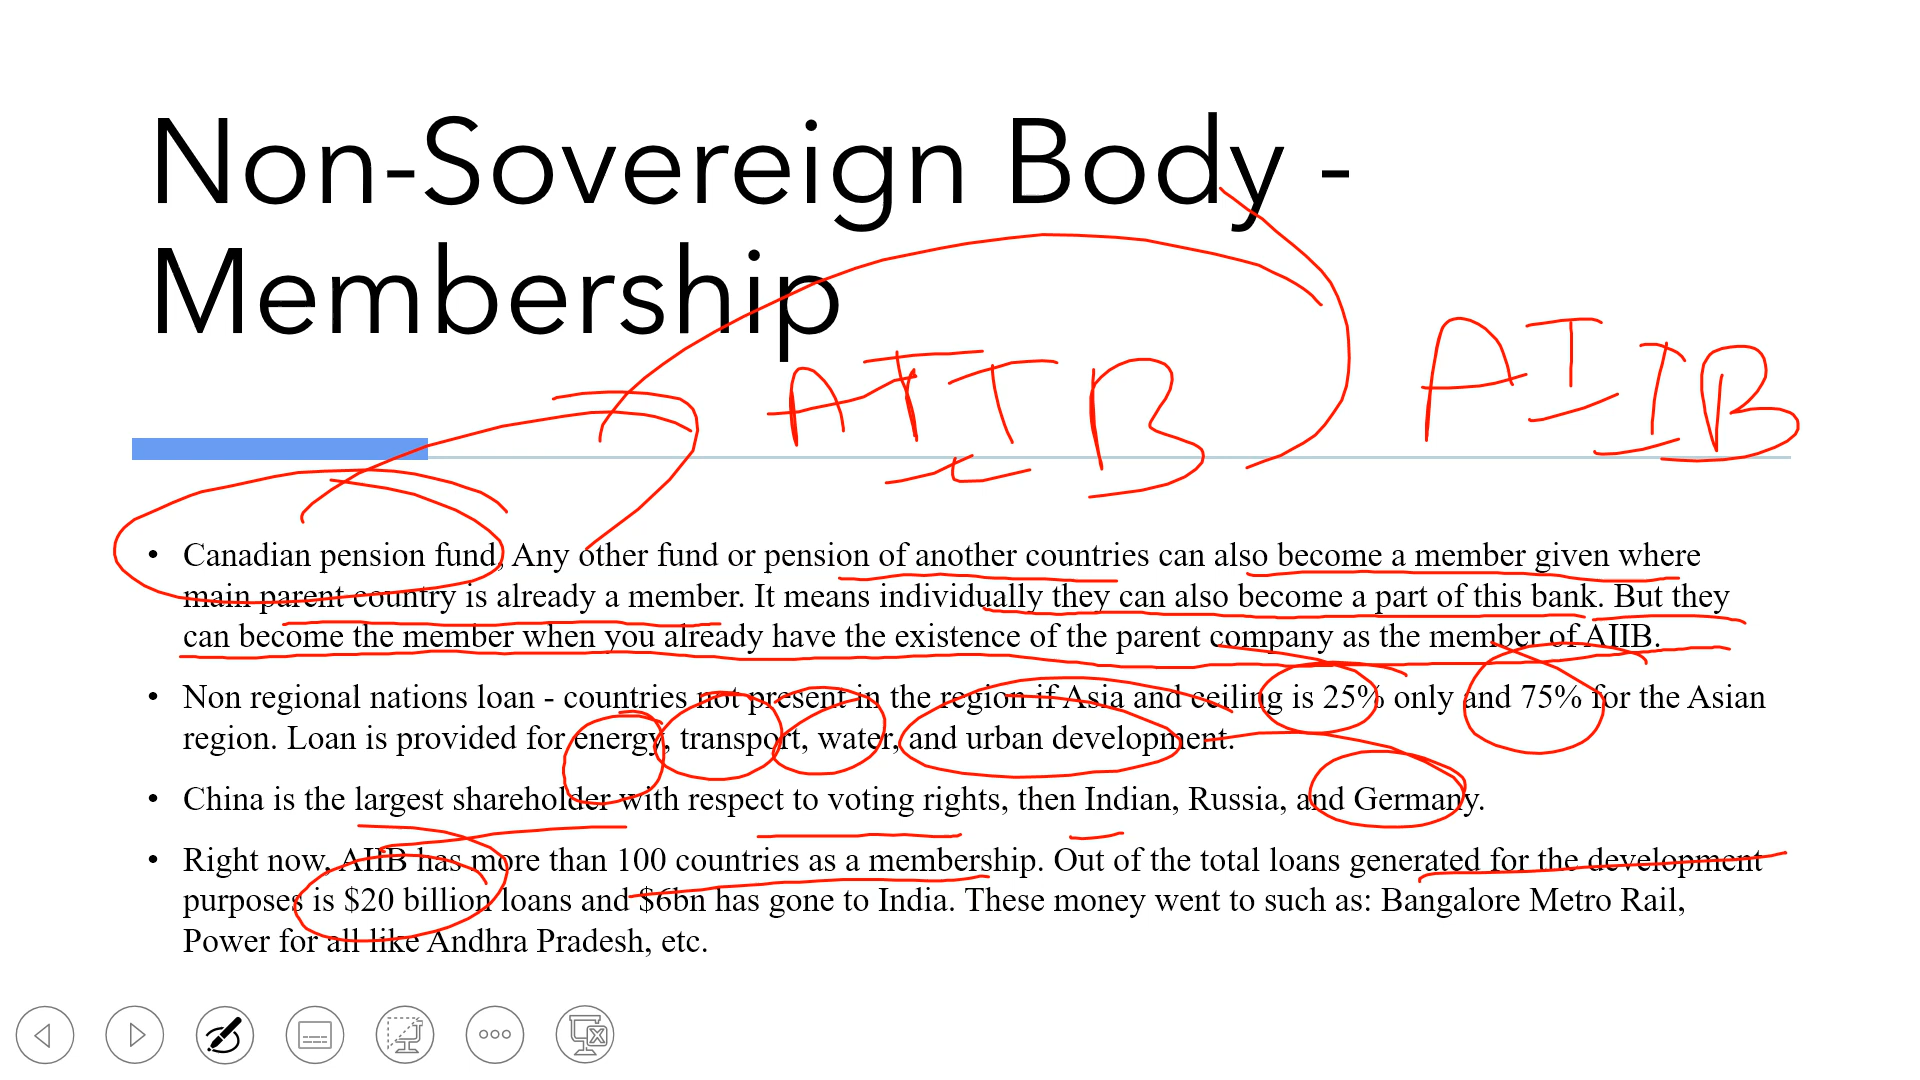 Non-Sovereign Body -
Membership
AIIB
AIIB
• Canadian pension fund, Any other fund or pension of another countries can also become a member given where
main parent country is already a member. It means individually they can also become a part of this bank. But they
can become the member when you already have the existence of the parent company as the member of AIIB.
• Non regional nations loan - countries not present in the region if Asia and ceiling is 25% only and 75% for the Asian
region. Loan is provided for energy, transport, water, and urban development.
• China is the largest shareholder with respect to voting rights, then Indian, Russia, and Germany.
• Right now, AIIB has more than 100 countries as a membership. Out of the total loans generated for the development
purposes is $20 billion loans and $6bn has gone to India. These money went to such as: Bangalore Metro Rail,
Power for all like Andhra Pradesh, etc.